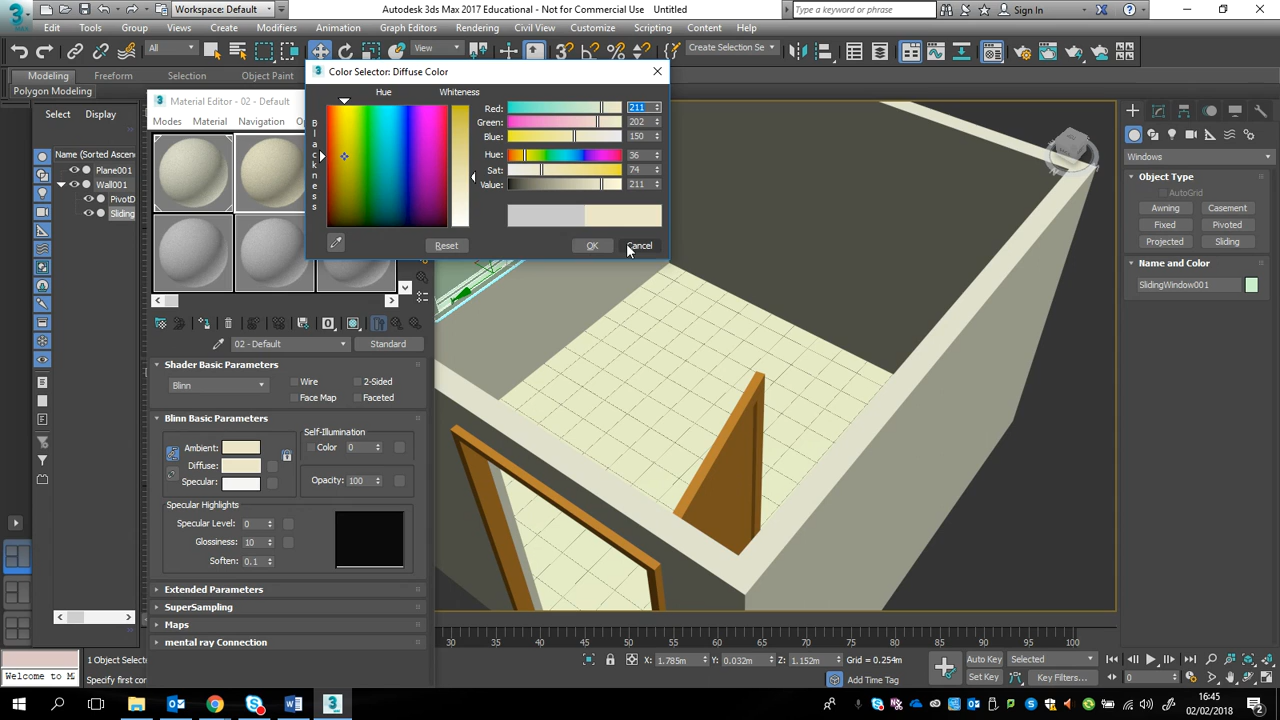 Workspace: Default
Autodesk 3ds Max 2017 Educational - Not for Commercial Use    Untitled
Type a keyword or phrase
Sign In
Edit Tools Group Views Create Modifiers Animation Graph Editors Rendering Civil View Customize Scripting Content Help
All
View
Create Selection Se
Modeling Freeform Selection Object Paint
Polygon Modeling
Select Display
Name (Sorted Ascen
Plane001
Wall001
PivotD
Sliding
Material Editor - 02 - Default
Modes Material Navigation
Color Selector: Diffuse Color
Hue Whiteness
Blackness
Red: 211
Green: 202
Blue: 150
Hue: 36
Sat: 74
Value: 211
Reset OK Cancel
02 - Default Standard
Shader Basic Parameters
Blinn Wire 2-Sided
Face Map Faceted
Blinn Basic Parameters
Self-Illumination
Ambient: Color 0
Diffuse:
Specular: Opacity: 100
Specular Highlights
Specular Level: 0
Glossiness: 10
Soften: 0.1
Extended Parameters
SuperSampling
Maps
mental ray Connection
Windows
Object Type
AutoGrid
Awning Casement
Fixed Pivoted
Projected Sliding
Name and Color
SlidingWindow001
30 35 40 45 50 55 60 65 70 75 80 85 90 95 100
1 Object Selec
Welcome to M
Specify first cor
X: 1.785m Y: 0.032m Z: 1.152m Grid = 0.254m
Add Time Tag
Auto Key Selected
Set Key Key Filters...
0
16:45
02/02/2018